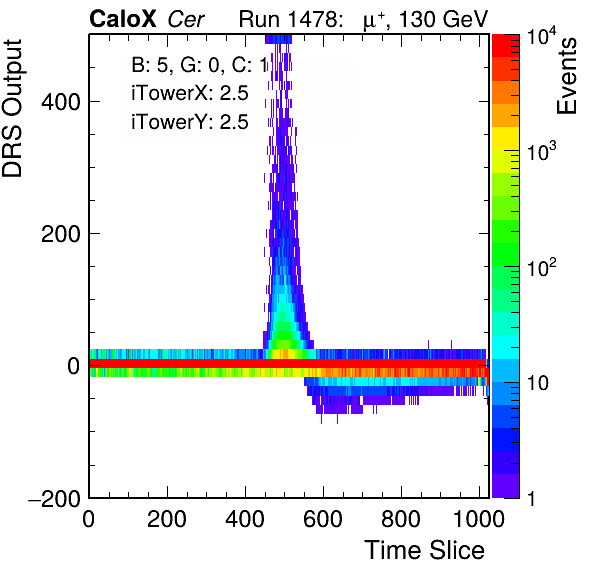 CaloX Cer Run 1478: μ⁺, 130 GeV
DRS Output
B: 5, G: 0, C: 1
iTowerX: 2.5
iTowerY: 2.5
400
200
0
−200
0 200 400 600 800 1000
Time Slice
Events
10⁴
10³
10²
10
1